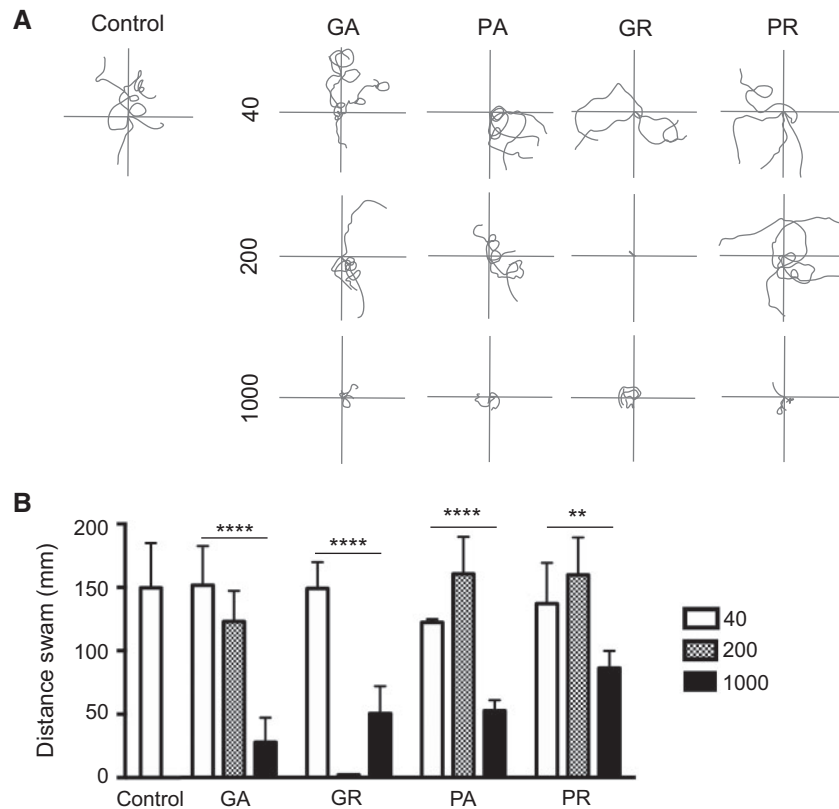 A
Control
GA PA GR PR
40
200
1000
B
Distance swam (mm)
200
150
100
50
0
**** **** **** **
Control GA GR PA PR
40
200
1000